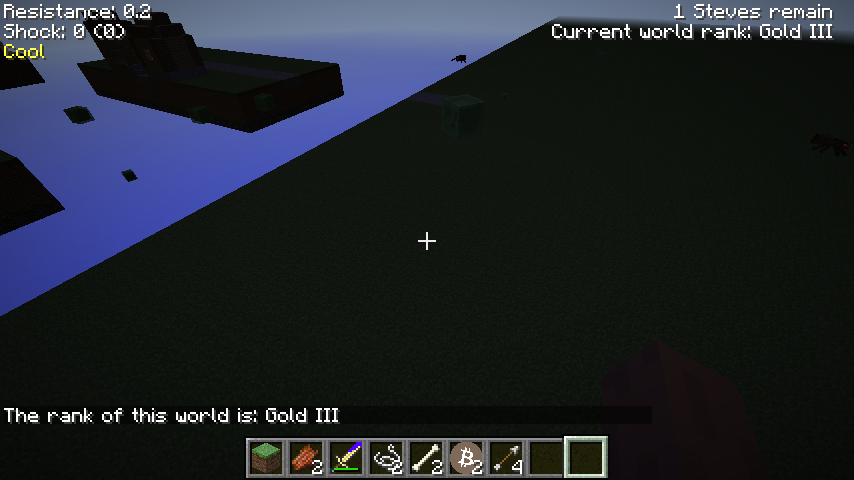 Resistance: 0.2
Shock: 0 (0)
Cool
1 Steves remain
Current world rank: Gold III
The rank of this world is: Gold III
2 2 2 2 4